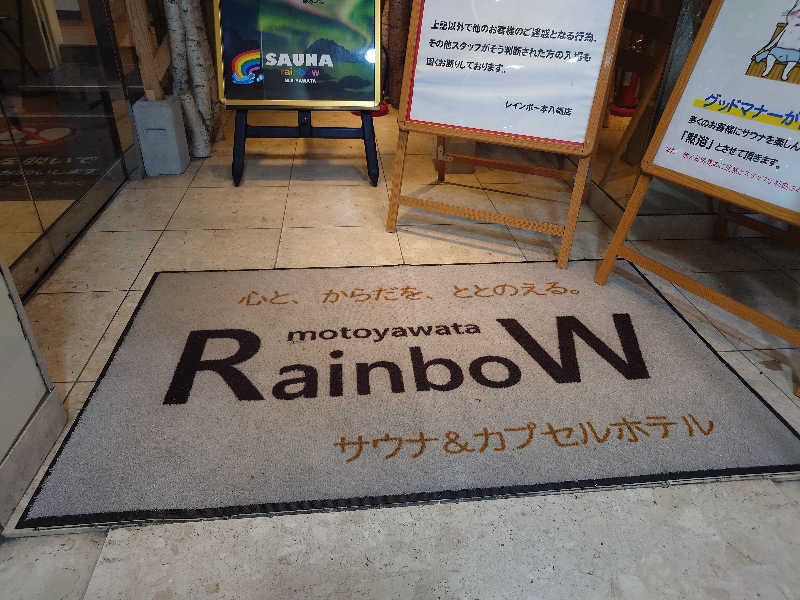 SAUNA
rainboW
上記以外で他のお客様のご迷惑となる行為、
その他スタッフがそう判断された方の入場も
固くお断りしております。
レインボー本八幡店
グッドマナーが
多くのお客様にサウナを楽しん
「黙浴」とさせて頂きます。
心と、からだを、ととのえる。
motoyawata
RainboW
サウナ&カプセルホテル